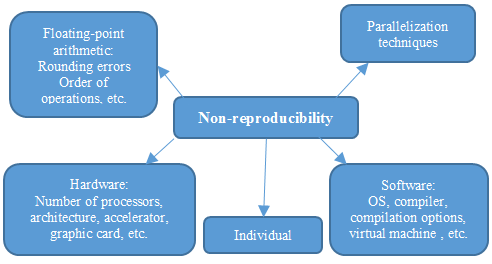 Floating-point
arithmetic:
Rounding errors
Order of
operations, etc.
Parallelization
techniques
Non-reproducibility
Hardware:
Number of processors,
architecture, accelerator,
graphic card, etc.
Individual
Software:
OS, compiler,
compilation options,
virtual machine , etc.